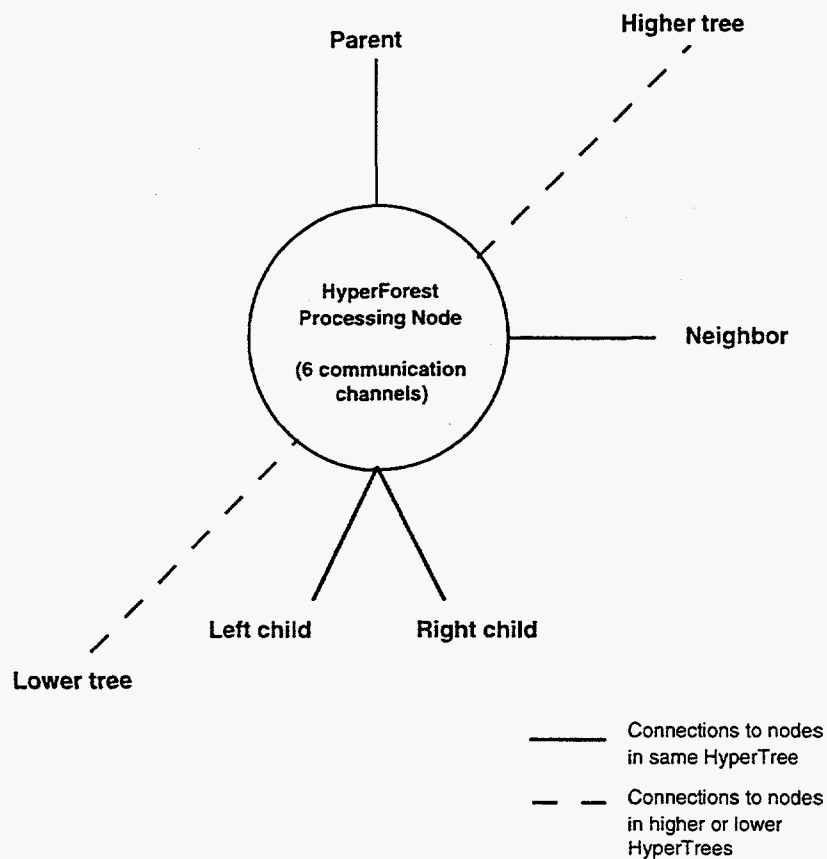 Higher tree
Parent
HyperForest
Processing Node
(6 communication
channels)
Neighbor
Left child
Right child
Lower tree
Connections to nodes
in same HyperTree
Connections to nodes
in higher or lower
HyperTrees